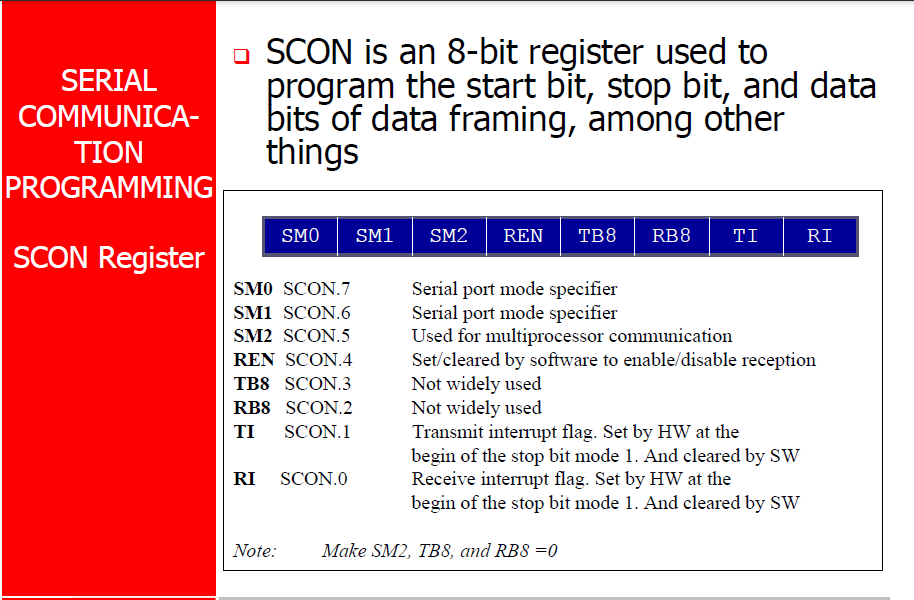 SERIAL
COMMUNICA-
TION
PROGRAMMING
SCON Register
SCON is an 8-bit register used to
program the start bit, stop bit, and data
bits of data framing, among other
things
SM0 SM1 SM2 REN TB8 RB8 TI RI
SM0 SCON.7 Serial port mode specifier
SM1 SCON.6 Serial port mode specifier
SM2 SCON.5 Used for multiprocessor communication
REN SCON.4 Set/cleared by software to enable/disable reception
TB8 SCON.3 Not widely used
RB8 SCON.2 Not widely used
TI SCON.1 Transmit interrupt flag. Set by HW at the
begin of the stop bit mode 1. And cleared by SW
RI SCON.0 Receive interrupt flag. Set by HW at the
begin of the stop bit mode 1. And cleared by SW
Note: Make SM2, TB8, and RB8 =0